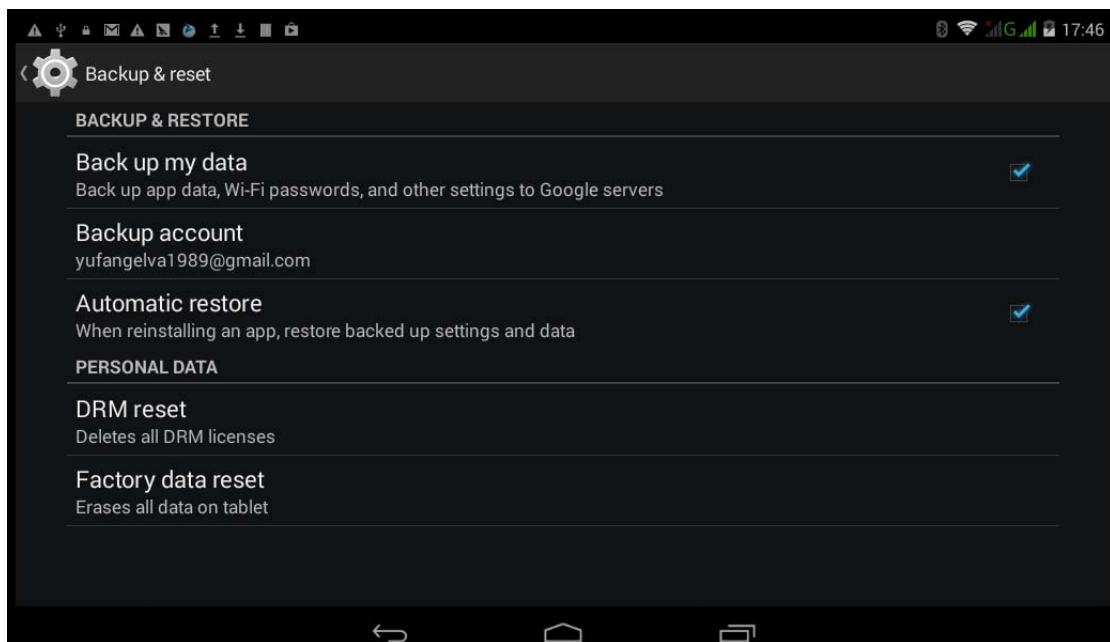 G 17:46
Backup & reset
BACKUP & RESTORE
Back up my data
Back up app data, Wi-Fi passwords, and other settings to Google servers
Backup account
yufangelva1989@gmail.com
Automatic restore
When reinstalling an app, restore backed up settings and data
PERSONAL DATA
DRM reset
Deletes all DRM licenses
Factory data reset
Erases all data on tablet